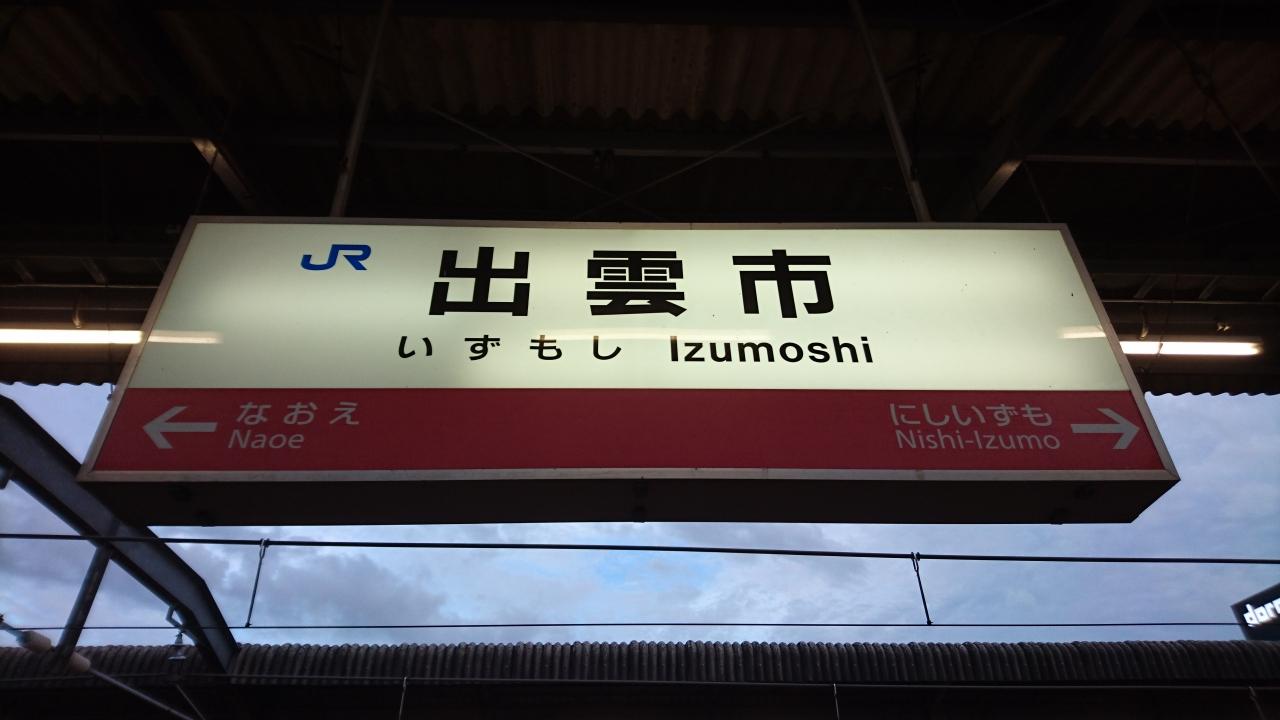 JR 出雲市
いずもし Izumoshi
← なおえ
Naoe
にしいずも →
Nishi-Izumo